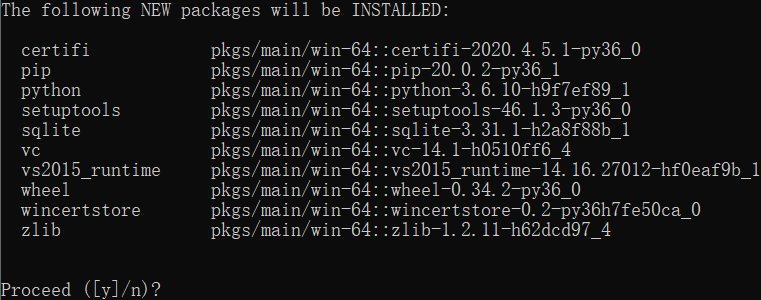 The following NEW packages will be INSTALLED:
certifi pkgs/main/win-64::certifi-2020.4.5.1-py36_0
pip pkgs/main/win-64::pip-20.0.2-py36_1
python pkgs/main/win-64::python-3.6.10-h9f7ef89_1
setuptools pkgs/main/win-64::setuptools-46.1.3-py36_0
sqlite pkgs/main/win-64::sqlite-3.31.1-h2a8f88b_1
vc pkgs/main/win-64::vc-14.1-h0510ff6_4
vs2015_runtime pkgs/main/win-64::vs2015_runtime-14.16.27012-hf0eaf9b_1
wheel pkgs/main/win-64::wheel-0.34.2-py36_0
wincertstore pkgs/main/win-64::wincertstore-0.2-py36h7fe50ca_0
zlib pkgs/main/win-64::zlib-1.2.11-h62dcd97_4
Proceed ([y]/n)?